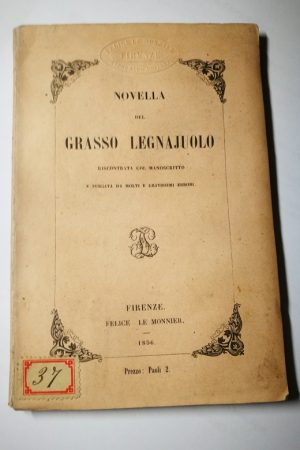 FIRENZE
NOVELLA
DEL
GRASSO LEGNAJUOLO
RISCONTRATA COL MANOSCRITTO
E PURGATA DA MOLTI E GRAVISSIMI ERRORI
FIRENZE.
FELICE LE MONNIER.
1856
Prezzo: Paoli 2.
37